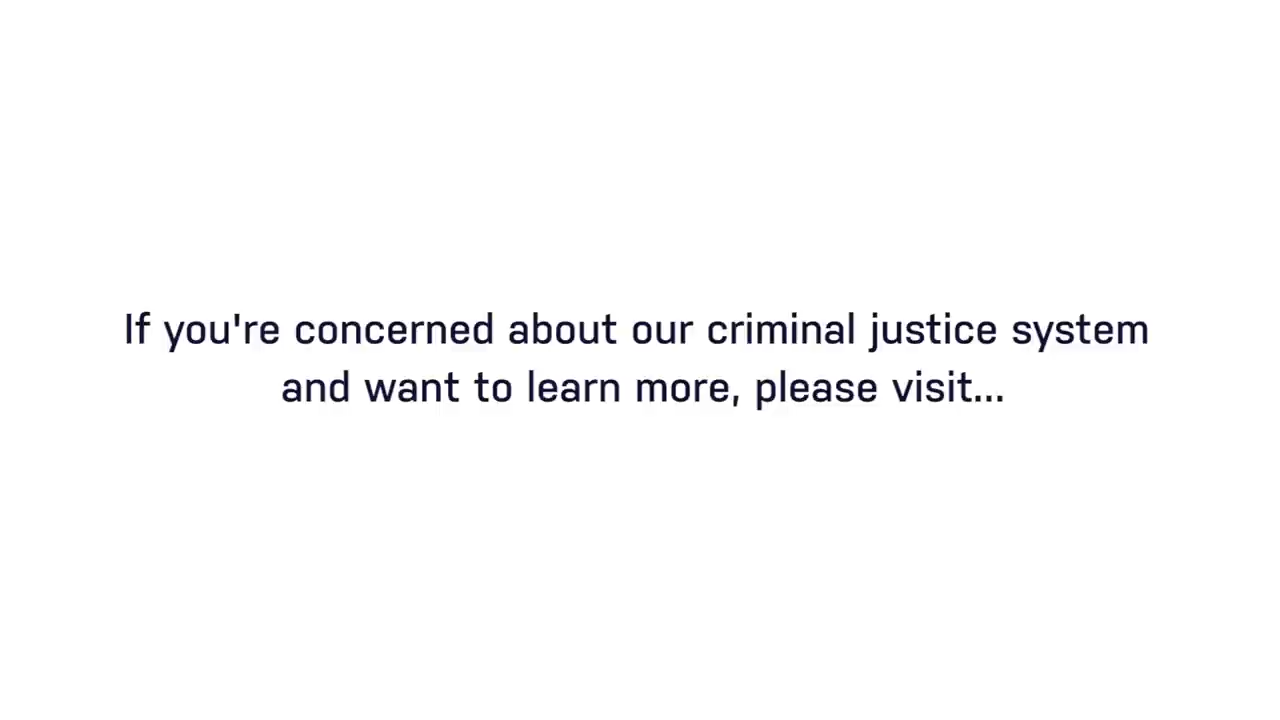 If you're concerned about our criminal justice system
and want to learn more, please visit...